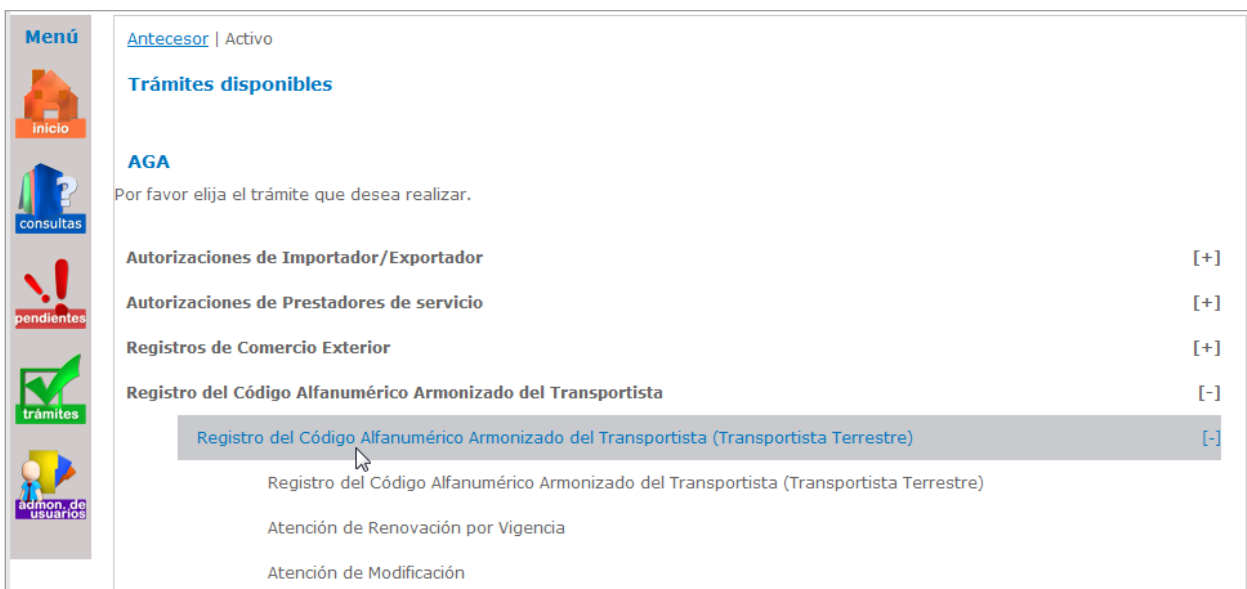 Menú
Antecesor | Activo
Trámites disponibles
inicio
AGA
Por favor elija el trámite que desea realizar.
?
consultas
Autorizaciones de Importador/Exportador [+]
Autorizaciones de Prestadores de servicio [+]
pendientes
Registros de Comercio Exterior [+]
Registro del Código Alfanumérico Armonizado del Transportista [-]
trámites
Registro del Código Alfanumérico Armonizado del Transportista (Transportista Terrestre) [-]
Registro del Código Alfanumérico Armonizado del Transportista (Transportista Terrestre)
admon. de
usuarios
Atención de Renovación por Vigencia
Atención de Modificación